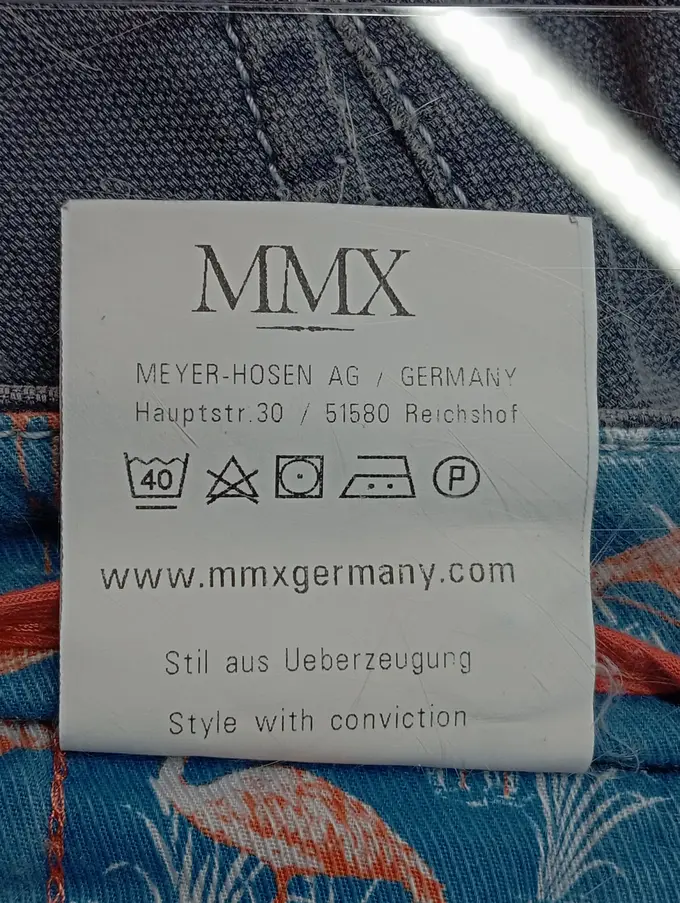 MMX
MEYER-HOSEN AG / GERMANY
Hauptstr.30 / 51580 Reichshof
40 P
www.mmxgermany.com
Stil aus Ueberzeugung
Style with conviction